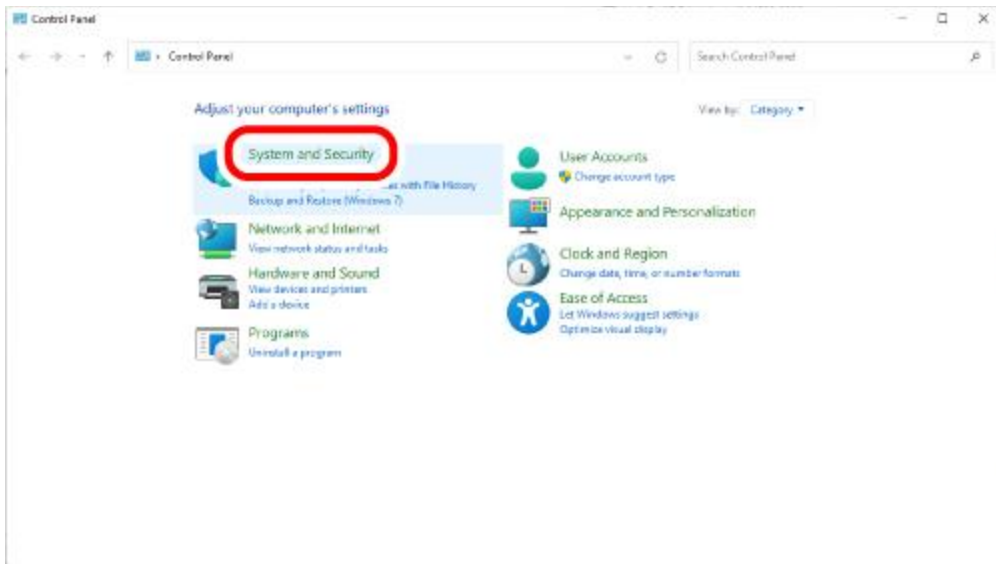 Control Panel
Control Panel
Search Control Panel
Adjust your computer's settings
View by: Category
System and Security
with File History
Backup and Restore (Windows 7)
Network and Internet
View network status and tasks
Hardware and Sound
View devices and printers
Add a device
Programs
Uninstall a program
User Accounts
Change account type
Appearance and Personalization
Clock and Region
Change date, time, or number formats
Ease of Access
Let Windows suggest settings
Optimize visual display